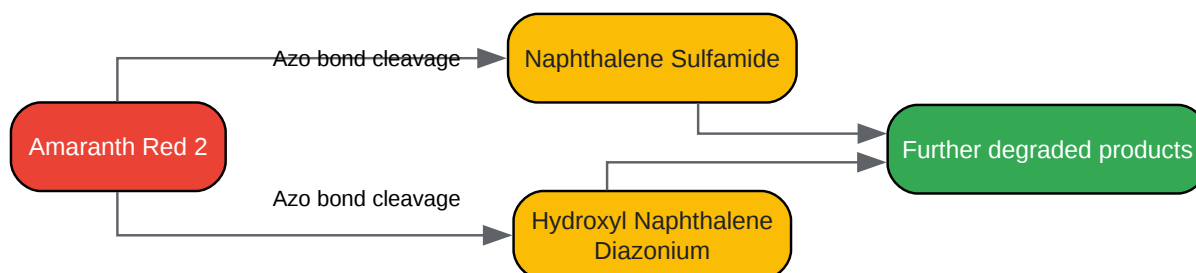 Azo bond cleavage
Naphthalene Sulfamide
Amaranth Red 2
Further degraded products
Azo bond cleavage
Hydroxyl Naphthalene
Diazonium